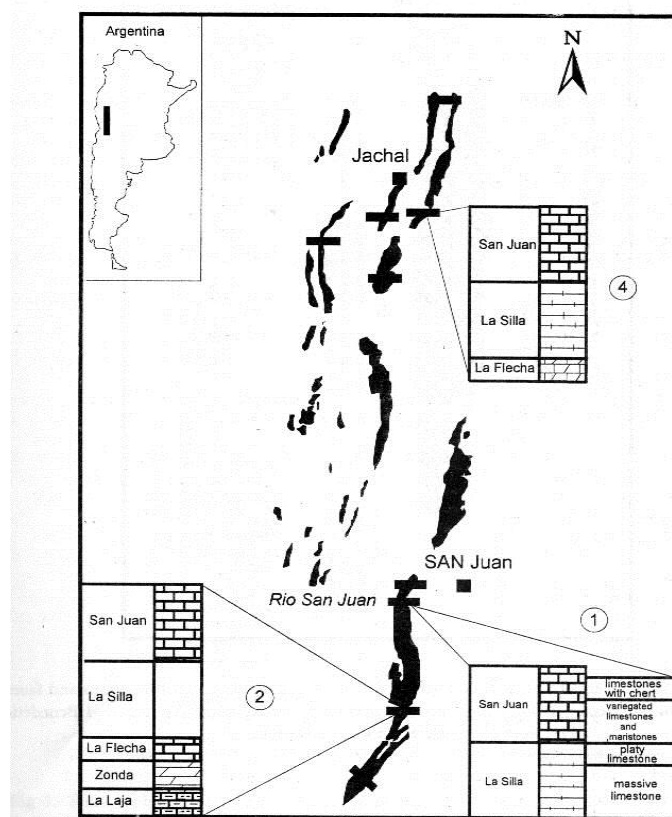 Argentina
N
Jachal
San Juan
La Silla
La Flecha
4
SAN Juan
Rio San Juan
1
San Juan
La Silla
La Flecha
Zonda
La Laja
2
San Juan
La Silla
limestones
with chert
variegated
limestones
and
marlstones
platy
limestone
massive
limestone